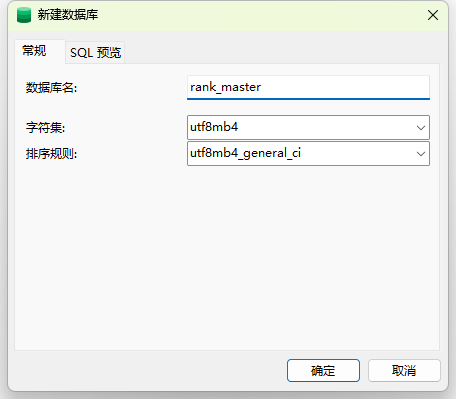 新建数据库
常规
SQL 预览
数据库名:
rank_master
字符集:
utf8mb4
排序规则:
utf8mb4_general_ci
确定
取消